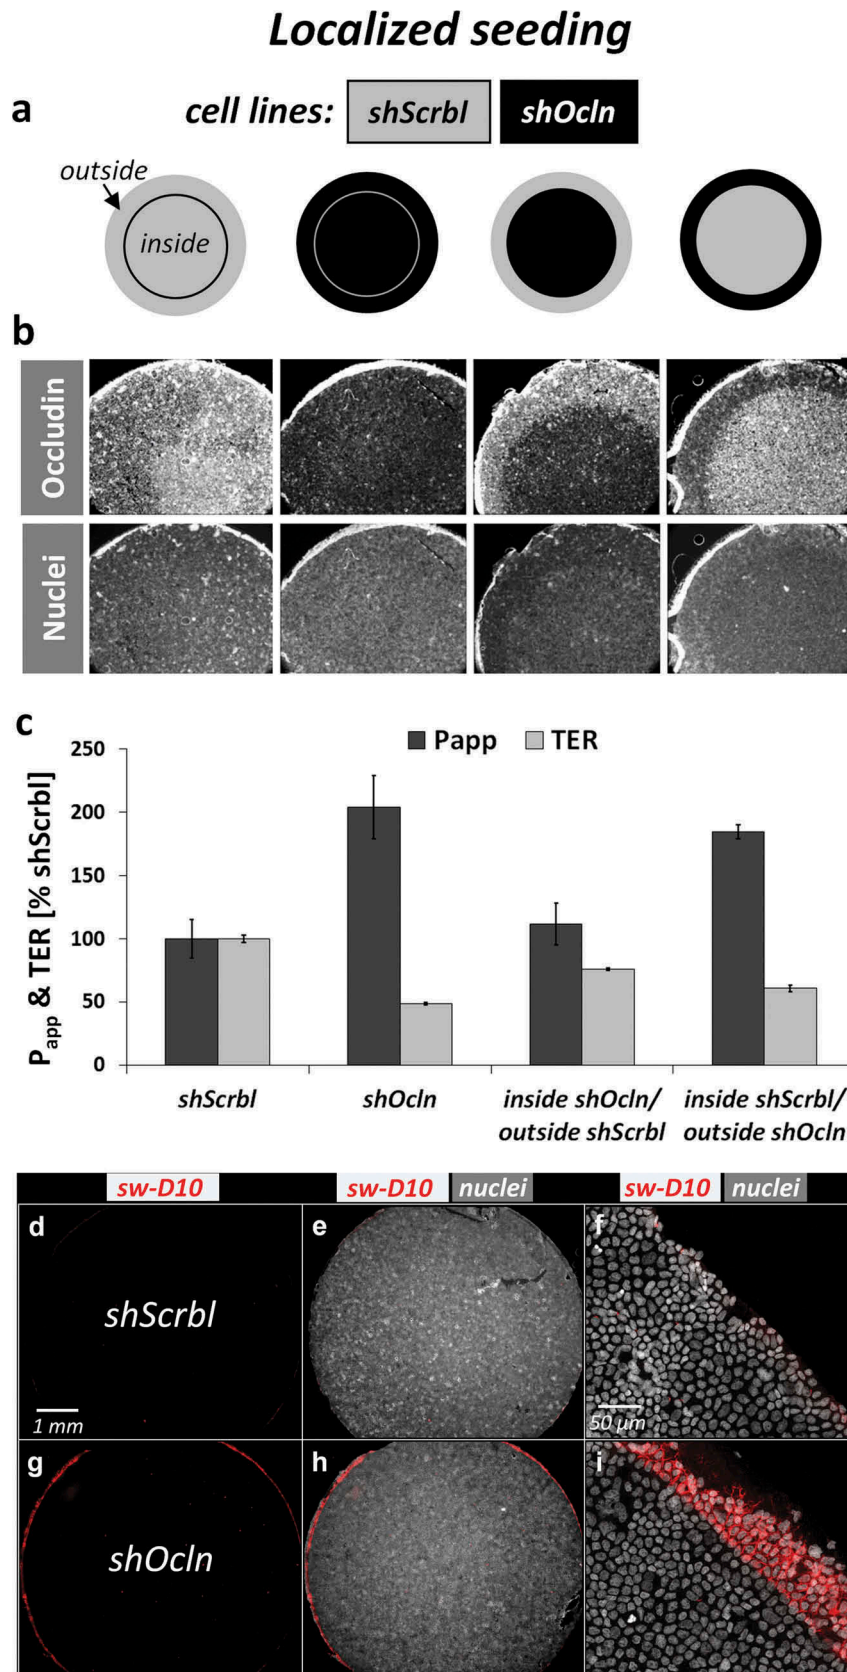 Localized seeding
a
cell lines: shScrbl shOcln
outside
inside
b
Occludin
Nuclei
c
Papp TER
Papp & TER [% shScrbl]
250
200
150
100
50
0
shScrbl
shOcln
inside shOcln/
outside shScrbl
inside shScrbl/
outside shOcln
sw-D10 sw-D10 nuclei sw-D10 nuclei
d e f
shScrbl
1 mm 50 µm
g h i
shOcln